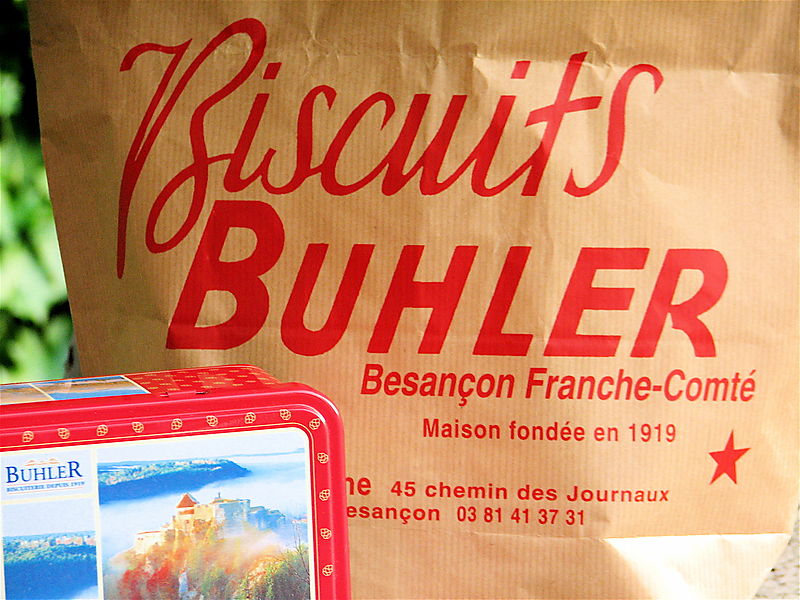 Biscuits
BUHLER
Besançon Franche-Comté
Maison fondée en 1919
45 chemin des Journaux
03 81 41 37 31
BUHLER
BISCUITERIE DEPUIS 1919